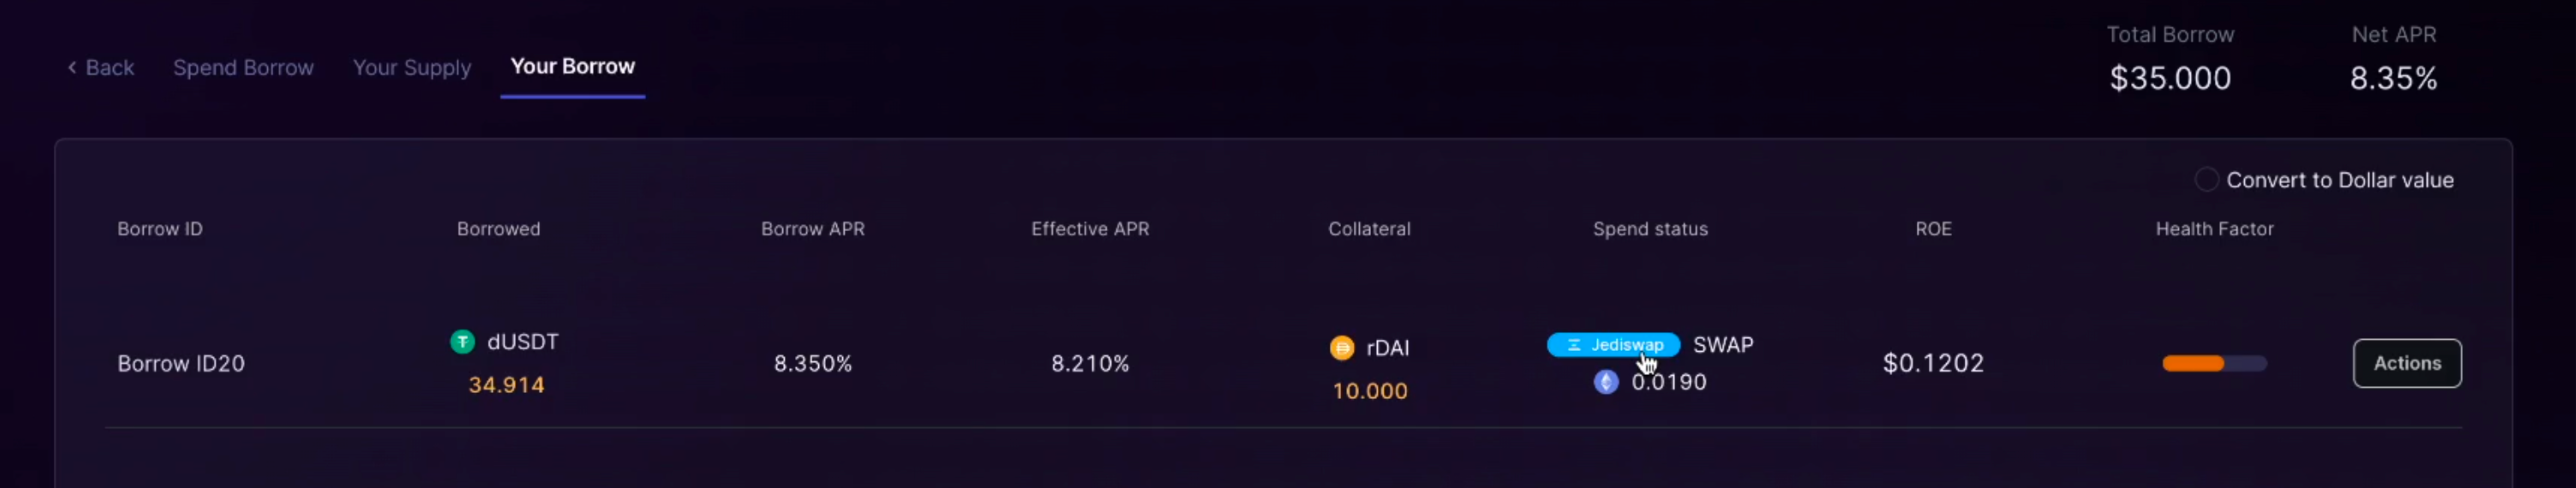 Total Borrow Net APR
< Back Spend Borrow Your Supply Your Borrow
$35.000 8.35%
Convert to Dollar value
Borrow ID Borrowed Borrow APR Effective APR Collateral Spend status ROE Health Factor
dUSDT rDAI Jediswap SWAP
Borrow ID20 8.350% 8.210% $0.1202 Actions
34.914 10.000 0.0190